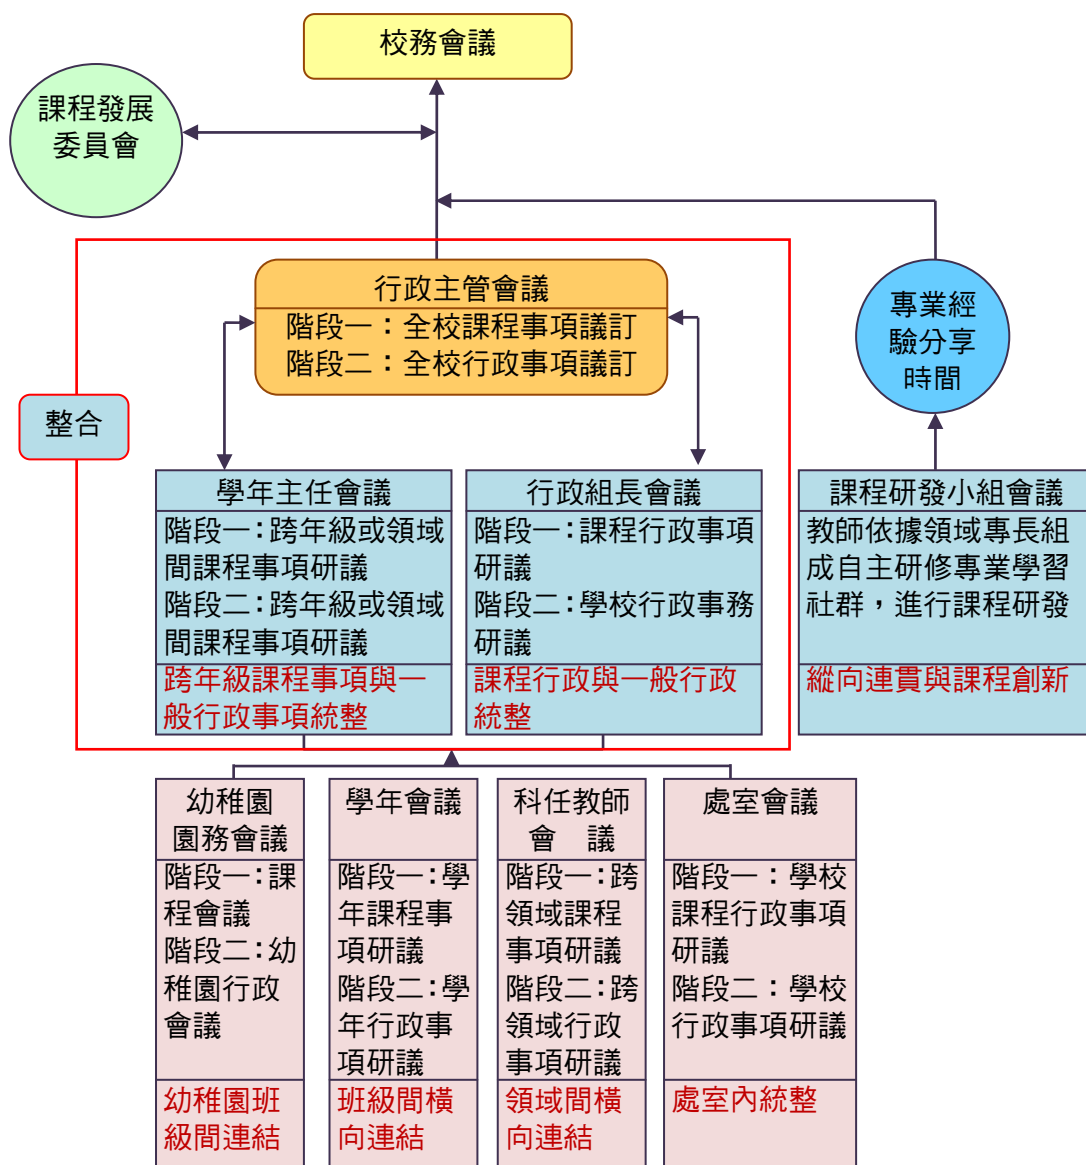 校務會議
課程發展
委員會
行政主管會議
階段一：全校課程事項議訂
階段二：全校行政事項議訂
專業經
驗分享
時間
整合
學年主任會議
階段一:跨年級或領域
間課程事項研議
階段二:跨年級或領域
間課程事項研議
跨年級課程事項與一
般行政事項統整
行政組長會議
階段一:課程行政事項
研議
階段二:學校行政事務
研議
課程行政與一般行政
統整
課程研發小組會議
教師依據領域專長組
成自主研修專業學習
社群，進行課程研發
縱向連貫與課程創新
幼稚園
園務會議
階段一:課
程會議
階段二:幼
稚園行政
會議
幼稚園班
級間連結
學年會議
階段一:學
年課程事
項研議
階段二:學
年行政事
項研議
班級間橫
向連結
科任教師
會　議
階段一:跨
領域課程
事項研議
階段二:跨
領域行政
事項研議
領域間橫
向連結
處室會議
階段一：學校
課程行政事項
研議
階段二：學校
行政事項研議
處室內統整